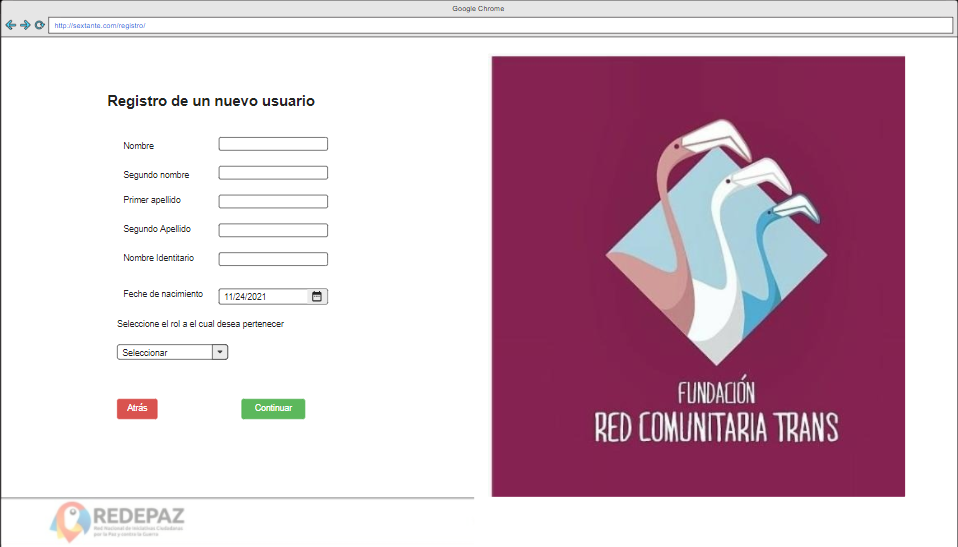 Google Chrome
http://sextante.com/registro/
Registro de un nuevo usuario
Nombre
Segundo nombre
Primer apellido
Segundo Apellido
Nombre Identitario
Feche de nacimiento
11/24/2021
Seleccione el rol a el cual desea pertenecer
Seleccionar
Atrás
Continuar
FUNDACIÓN
RED COMUNITARIA TRANS
REDEPAZ
Red Nacional de Iniciativas Ciudadanas
por la Paz y contra la Guerra